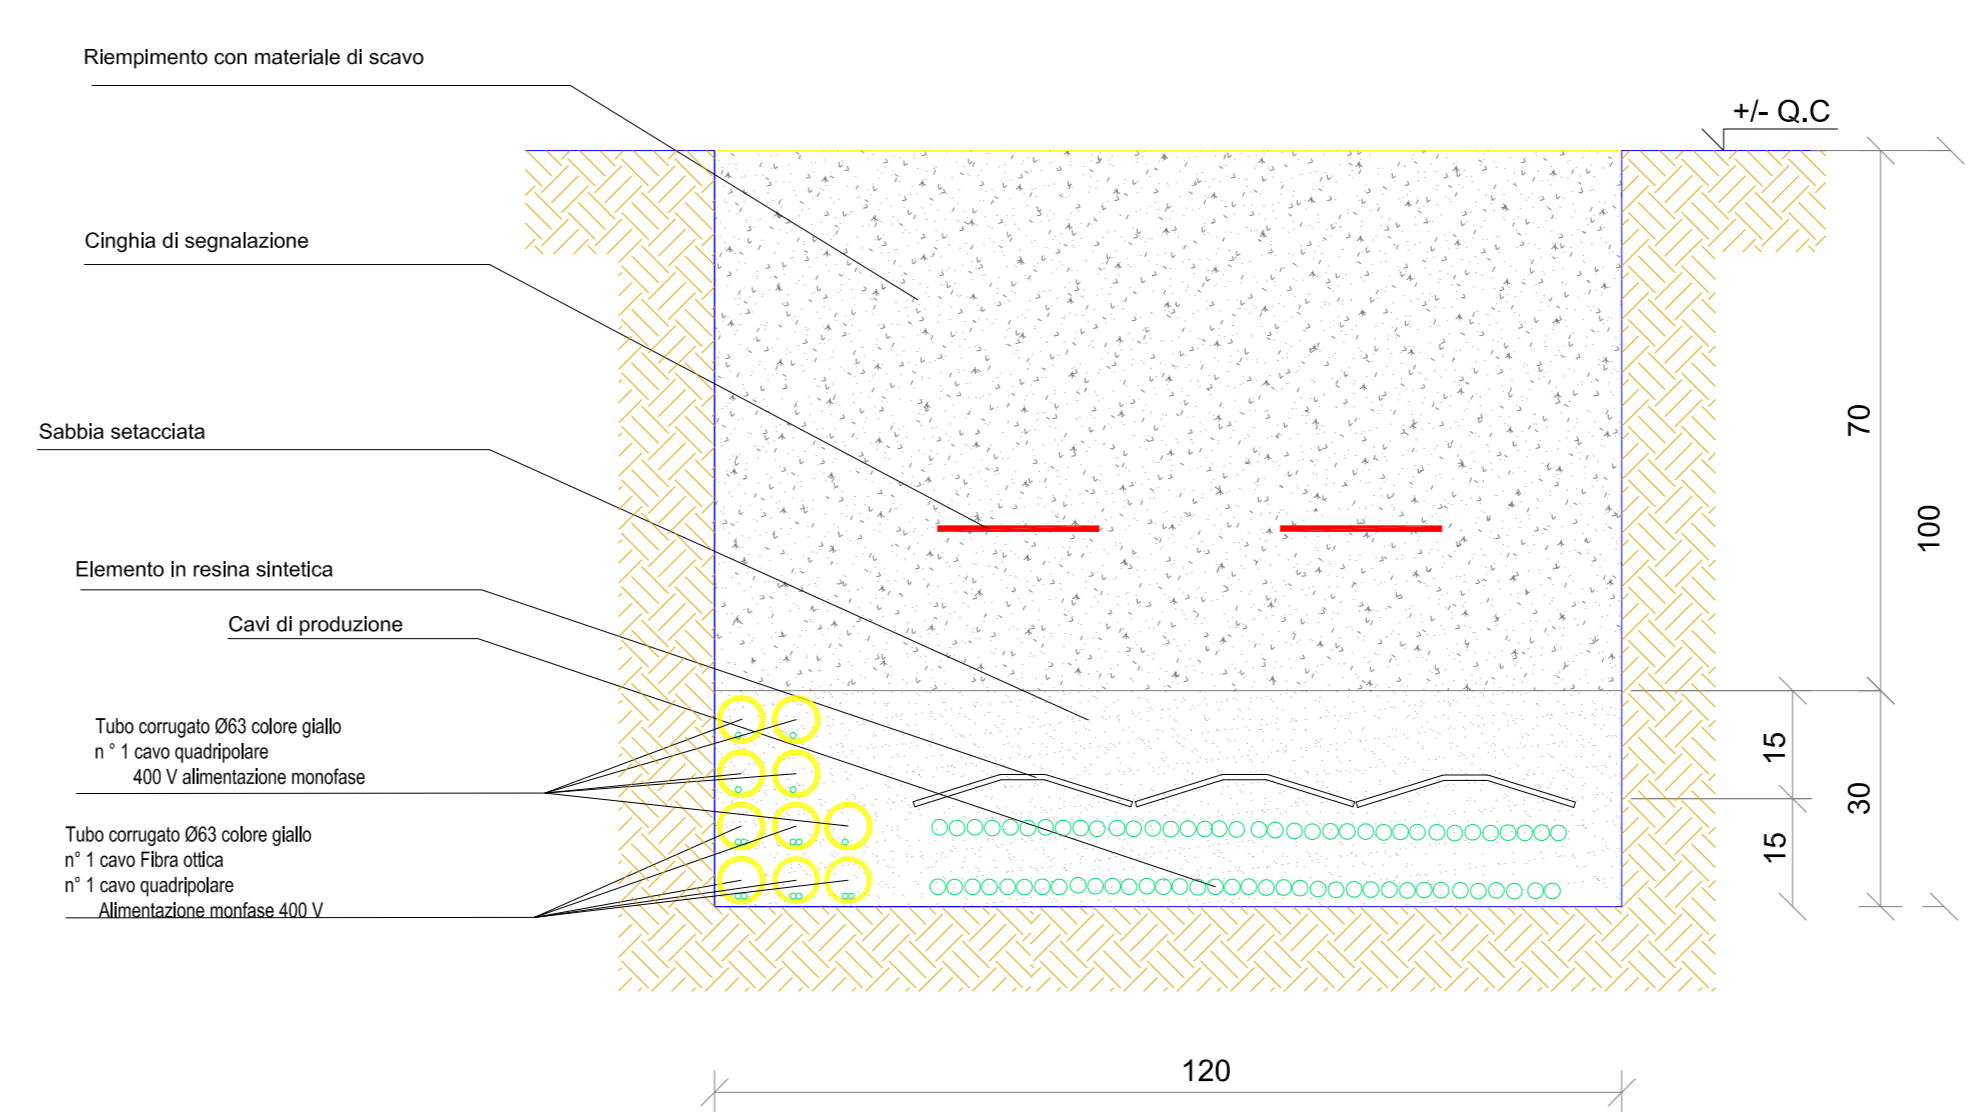 Riempimento con materiale di scavo
+/- Q.C
Cinghia di segnalazione
Sabbia setacciata
70
100
Elemento in resina sintetica
Cavi di produzione
Tubo corrugato Ø63 colore giallo
n ° 1 cavo quadripolare
400 V alimentazione monofase
15
30
Tubo corrugato Ø63 colore giallo
n° 1 cavo Fibra ottica
n° 1 cavo quadripolare
Alimentazione monfase 400 V
15
120